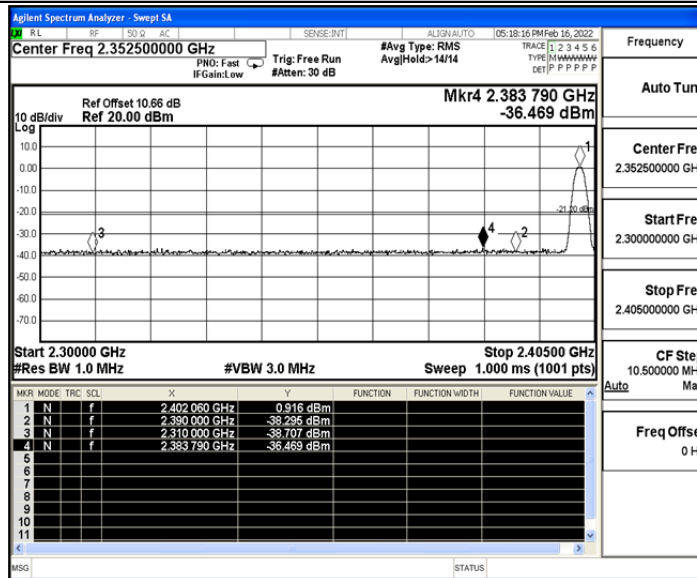 Agilent Spectrum Analyzer - Swept SA
RL RF 50 Ω AC SENSE:INT ALIGN AUTO 05:18:16 PM Feb 16, 2022
Center Freq 2.352500000 GHz
PNO: Fast
IFGain:Low
Trig: Free Run
#Atten: 30 dB
#Avg Type: RMS
Avg|Hold:>14/14
TRACE 1 2 3 4 5 6
TYPE M W W W W W
DET P P P P P P
Mkr4 2.383 790 GHz
-36.469 dBm
Ref Offset 10.66 dB
10 dB/div Ref 20.00 dBm
Log
10.0
0.00
-10.0
-20.0
-30.0
-40.0
-50.0
-60.0
-70.0
1
-21.20 dBm
3
4
2
Start 2.30000 GHz Stop 2.40500 GHz
#Res BW 1.0 MHz #VBW 3.0 MHz Sweep 1.000 ms (1001 pts)
MKR MODE TRC SCL X Y FUNCTION FUNCTION WIDTH FUNCTION VALUE
1 N f 2.402 060 GHz 0.916 dBm
2 N f 2.390 000 GHz -38.295 dBm
3 N f 2.310 000 GHz -38.707 dBm
4 N f 2.383 790 GHz -36.469 dBm
5
6
7
8
9
10
11
MSG STATUS
Frequency
Auto Tun
Center Fre
2.352500000 GH
Start Fre
2.300000000 GH
Stop Fre
2.405000000 GH
CF Ste
10.500000 MH
Auto Ma
Freq Offse
0 H